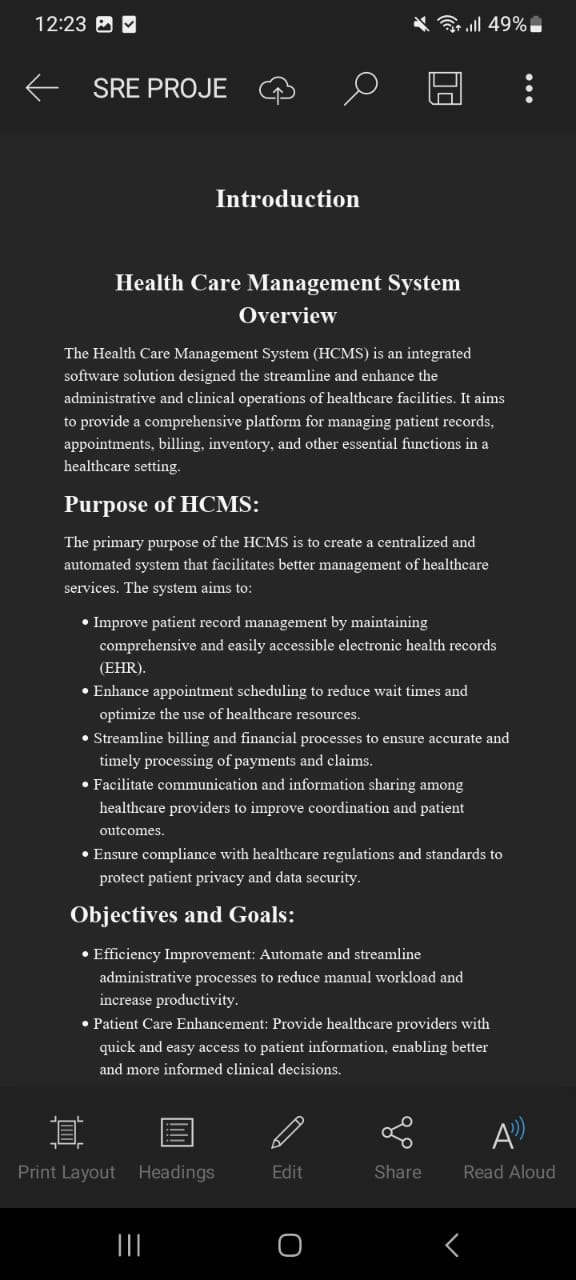 12:23
49%
SRE PROJE
Introduction
Health Care Management System
Overview
The Health Care Management System (HCMS) is an integrated
software solution designed the streamline and enhance the
administrative and clinical operations of healthcare facilities. It aims
to provide a comprehensive platform for managing patient records,
appointments, billing, inventory, and other essential functions in a
healthcare setting.
Purpose of HCMS:
The primary purpose of the HCMS is to create a centralized and
automated system that facilitates better management of healthcare
services. The system aims to:
• Improve patient record management by maintaining
comprehensive and easily accessible electronic health records
(EHR).
• Enhance appointment scheduling to reduce wait times and
optimize the use of healthcare resources.
• Streamline billing and financial processes to ensure accurate and
timely processing of payments and claims.
• Facilitate communication and information sharing among
healthcare providers to improve coordination and patient
outcomes.
• Ensure compliance with healthcare regulations and standards to
protect patient privacy and data security.
Objectives and Goals:
• Efficiency Improvement: Automate and streamline
administrative processes to reduce manual workload and
increase productivity.
• Patient Care Enhancement: Provide healthcare providers with
quick and easy access to patient information, enabling better
and more informed clinical decisions.
Print Layout
Headings
Edit
Share
Read Aloud